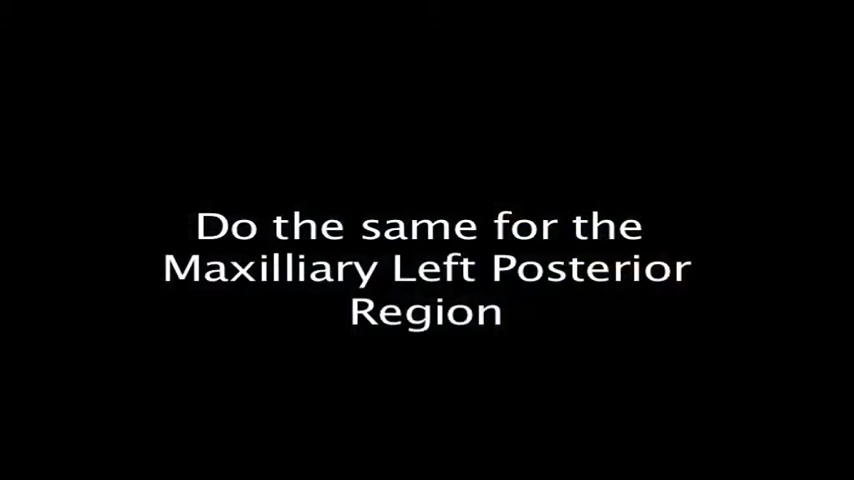 Do the same for the
Maxilliary Left Posterior
Region